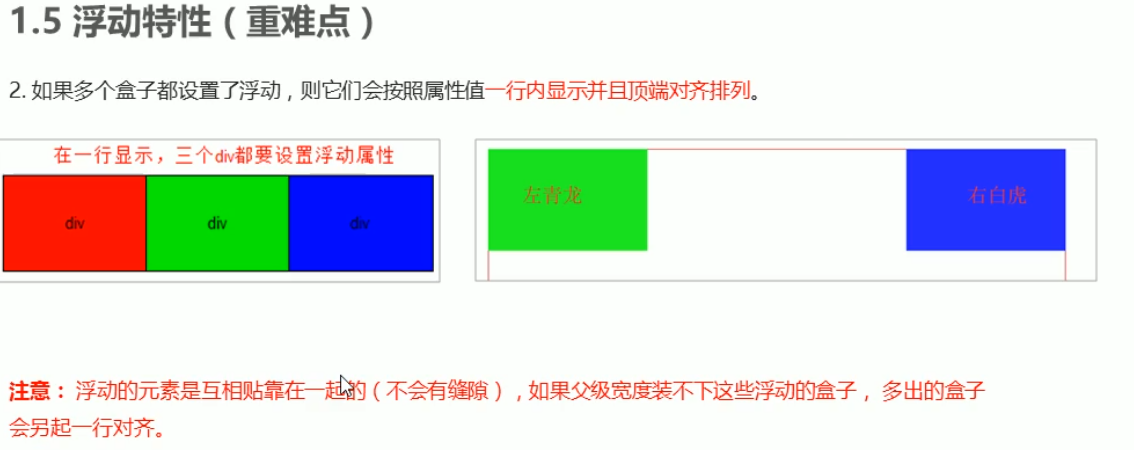 1.5 浮动特性（重难点）
2. 如果多个盒子都设置了浮动，则它们会按照属性值一行内显示并且顶端对齐排列。
在一行显示，三个div都要设置浮动属性
div div div
左青龙 右白虎
注意： 浮动的元素是互相贴靠在一起的（不会有缝隙），如果父级宽度装不下这些浮动的盒子， 多出的盒子
会另起一行对齐。